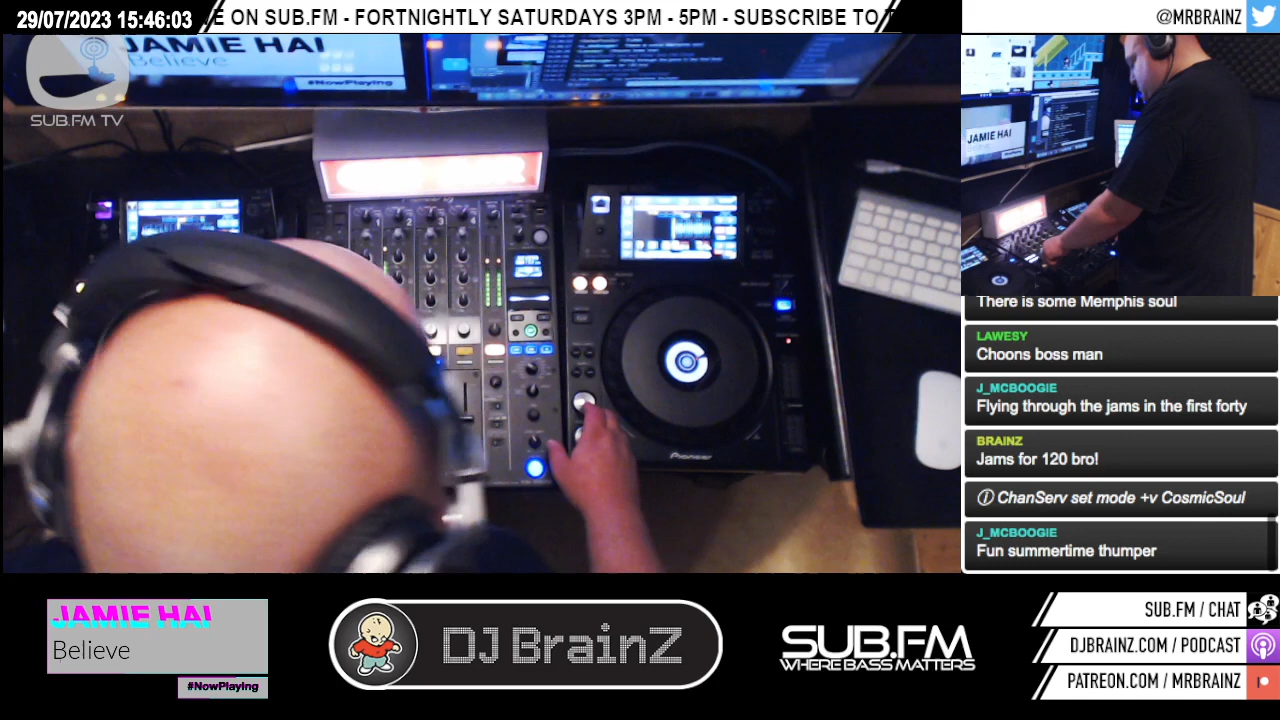 29/07/2023 15:46:03
E ON SUB.FM - FORTNIGHTLY SATURDAYS 3PM - 5PM - SUBSCRIBE TO
@MRBRAINZ
JAMIE HAI
Believe
#NowPlaying
SUB.FM TV
JAMIE HAI
There is some Memphis soul
LAWESY
Choons boss man
J_MCBOOGIE
Flying through the jams in the first forty
BRAINZ
Jams for 120 bro!
ChanServ set mode +v CosmicSoul
J_MCBOOGIE
Fun summertime thumper
Pioneer
JAMIE HAI
Believe
#NowPlaying
DJ BrainZ
SUB.FM
WHERE BASS MATTERS
SUB.FM / CHAT
DJBRAINZ.COM / PODCAST
PATREON.COM / MRBRAINZ